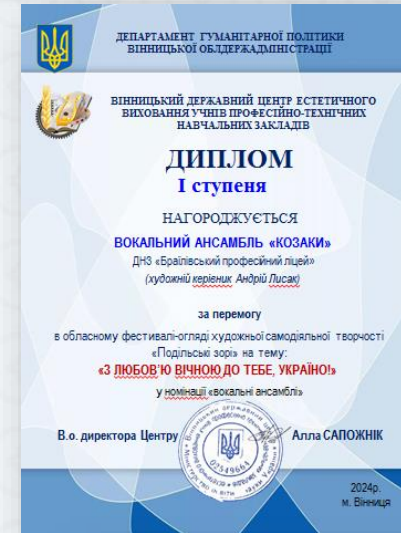 ДЕПАРТАМЕНТ ГУМАНІТАРНОЇ ПОЛІТИКИ
ВІННИЦЬКОЇ ОБЛДЕРЖАДМІНІСТРАЦІЇ
ВІННИЦЬКИЙ ДЕРЖАВНИЙ ЦЕНТР ЕСТЕТИЧНОГО
ВИХОВАННЯ УЧНІВ ПРОФЕСІЙНО-ТЕХНІЧНИХ
НАВЧАЛЬНИХ ЗАКЛАДІВ
ДИПЛОМ
І ступеня
НАГОРОДЖУЄТЬСЯ
ВОКАЛЬНИЙ АНСАМБЛЬ «КОЗАКИ»
ДНЗ «Браїлівський професійний ліцей»
(художній керівник Андрій Лисак)
за перемогу
в обласному фестивалі-огляді художньої самодіяльної творчості
«Подільські зорі» на тему:
«З ЛЮБОВ'Ю ВІЧНОЮ ДО ТЕБЕ, УКРАЇНО!»
у номінації «вокальні ансамблі»
В.о. директора Центру Алла САПОЖНІК
03549661
2024р.
м. Вінниця